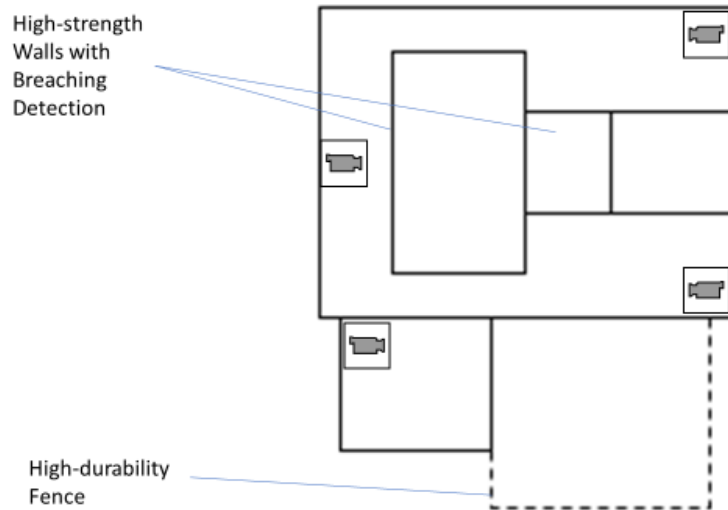 High-strength
Walls with
Breaching
Detection
High-durability
Fence